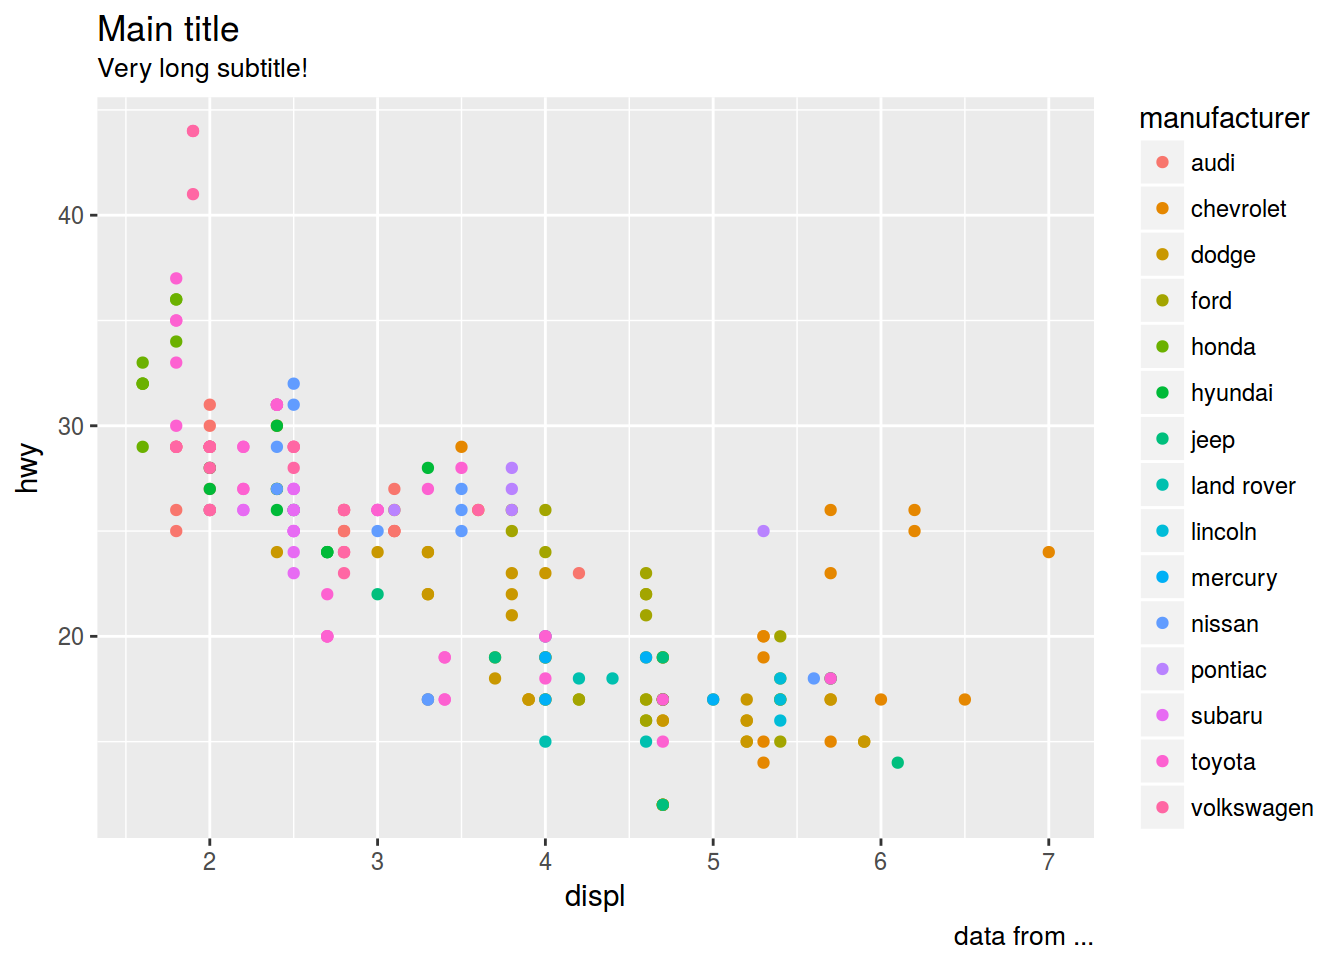 Main title
Very long subtitle!
hwy
40
30
20
2 3 4 5 6 7
displ
manufacturer
audi
chevrolet
dodge
ford
honda
hyundai
jeep
land rover
lincoln
mercury
nissan
pontiac
subaru
toyota
volkswagen
data from ...